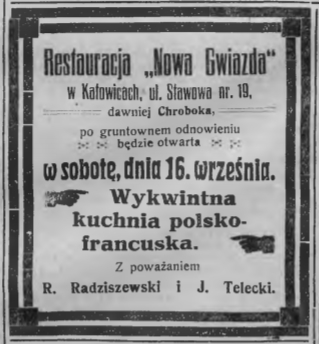 Restauracja „Nowa Gwiazda”
w Katowicach, ul. Stawowa nr. 19,
dawniej Chroboka,
po gruntownem odnowieniu
będzie otwarta
w sobotę, dnia 16. września.
Wykwintna
kuchnia polsko-
francuska.
Z poważaniem
R. Radziszewski i J. Telecki.